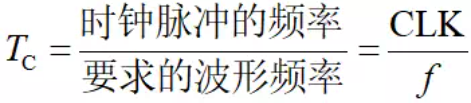 T_C = 时钟脉冲的频率 / 要求的波形频率 = CLK / f